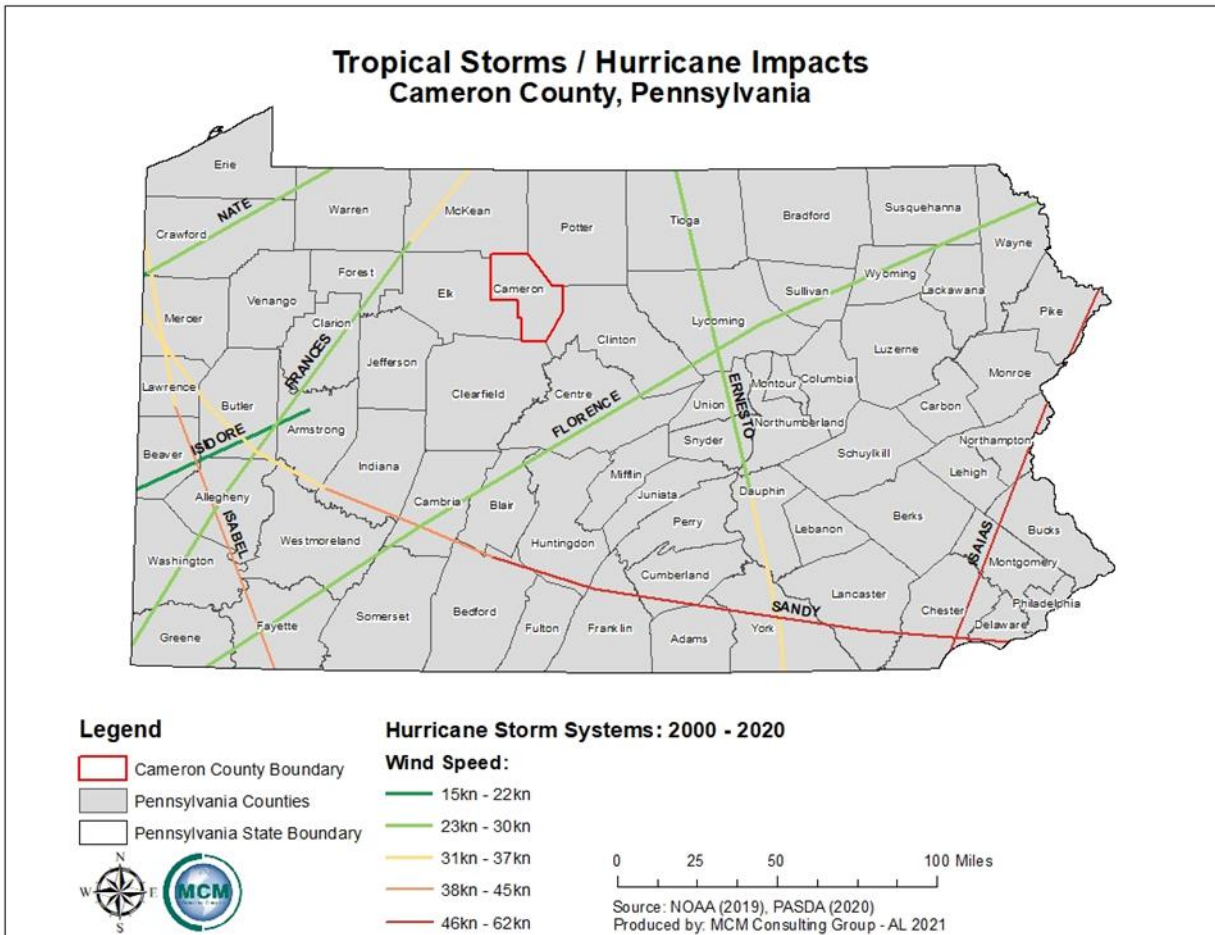 Tropical Storms / Hurricane Impacts
Cameron County, Pennsylvania
Erie
NATE
Warren
McKean
Potter
Tioga
Bradford
Susquehanna
Wayne
Crawford
Forest
Elk
Cameron
Sullivan
Wyoming
Lackawana
Pike
Venango
Mercer
Clarion
FRANCES
Jefferson
Clinton
Lycoming
Luzerne
Monroe
Lawrence
Butler
Clearfield
Centre
FLORENCE
Union
ERNESTO
Montour
Columbia
Carbon
ISIDORE
Armstrong
Snyder
Northumberland
Northampton
Beaver
Indiana
Mifflin
Schuylkill
Lehigh
Allegheny
Cambria
Blair
Juniata
Dauphin
ISABEL
Westmoreland
Huntingdon
Perry
Lebanon
Berks
ISAIAS
Bucks
Washington
Cumberland
Montgomery
Greene
Fayette
Somerset
Bedford
Fulton
Franklin
Adams
York
SANDY
Lancaster
Chester
Delaware
Philadelphia
Legend
Cameron County Boundary
Pennsylvania Counties
Pennsylvania State Boundary
N
W
E
S
MCM
Hurricane Storm Systems: 2000 - 2020
Wind Speed:
15kn - 22kn
23kn - 30kn
31kn - 37kn
38kn - 45kn
46kn - 62kn
0 25 50 100 Miles
Source: NOAA (2019), PASDA (2020)
Produced by: MCM Consulting Group - AL 2021